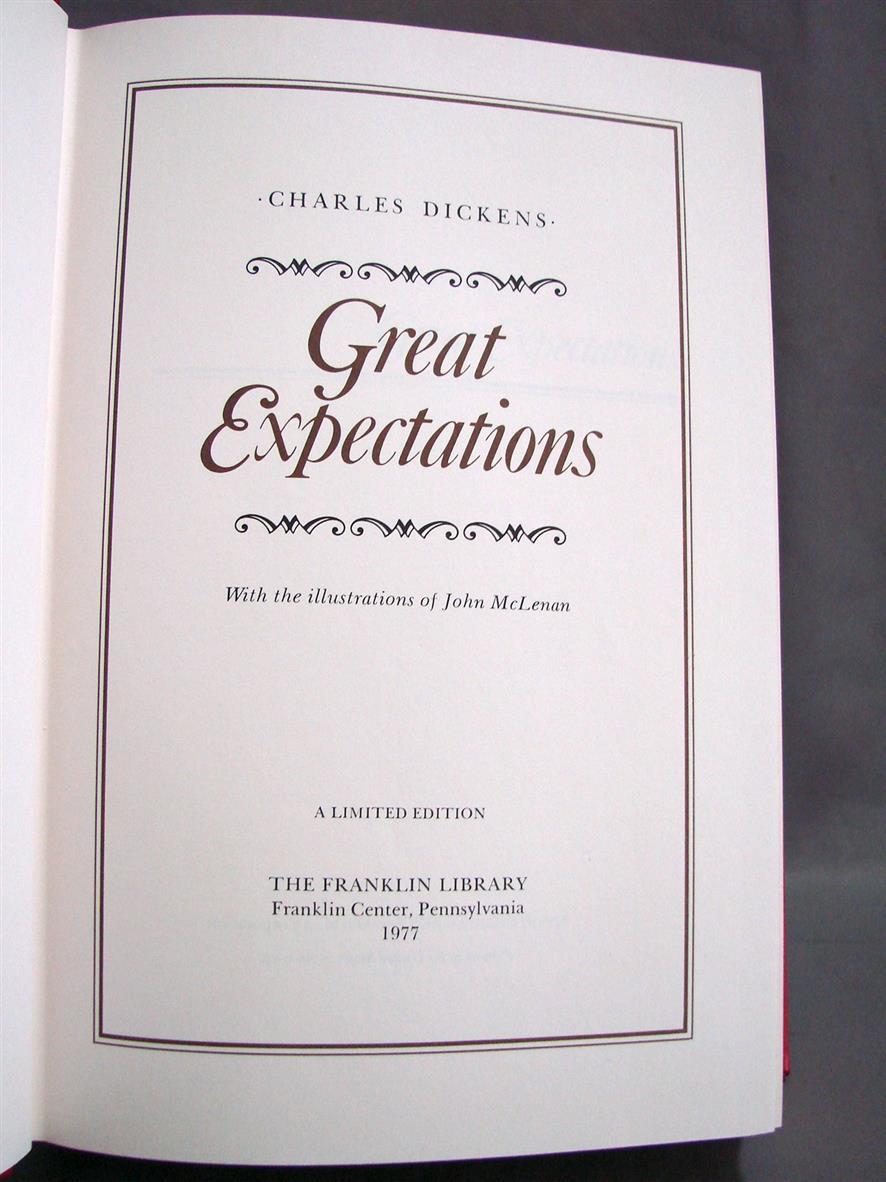 ·CHARLES DICKENS·
Great
Expectations
With the illustrations of John McLenan
A LIMITED EDITION
THE FRANKLIN LIBRARY
Franklin Center, Pennsylvania
1977